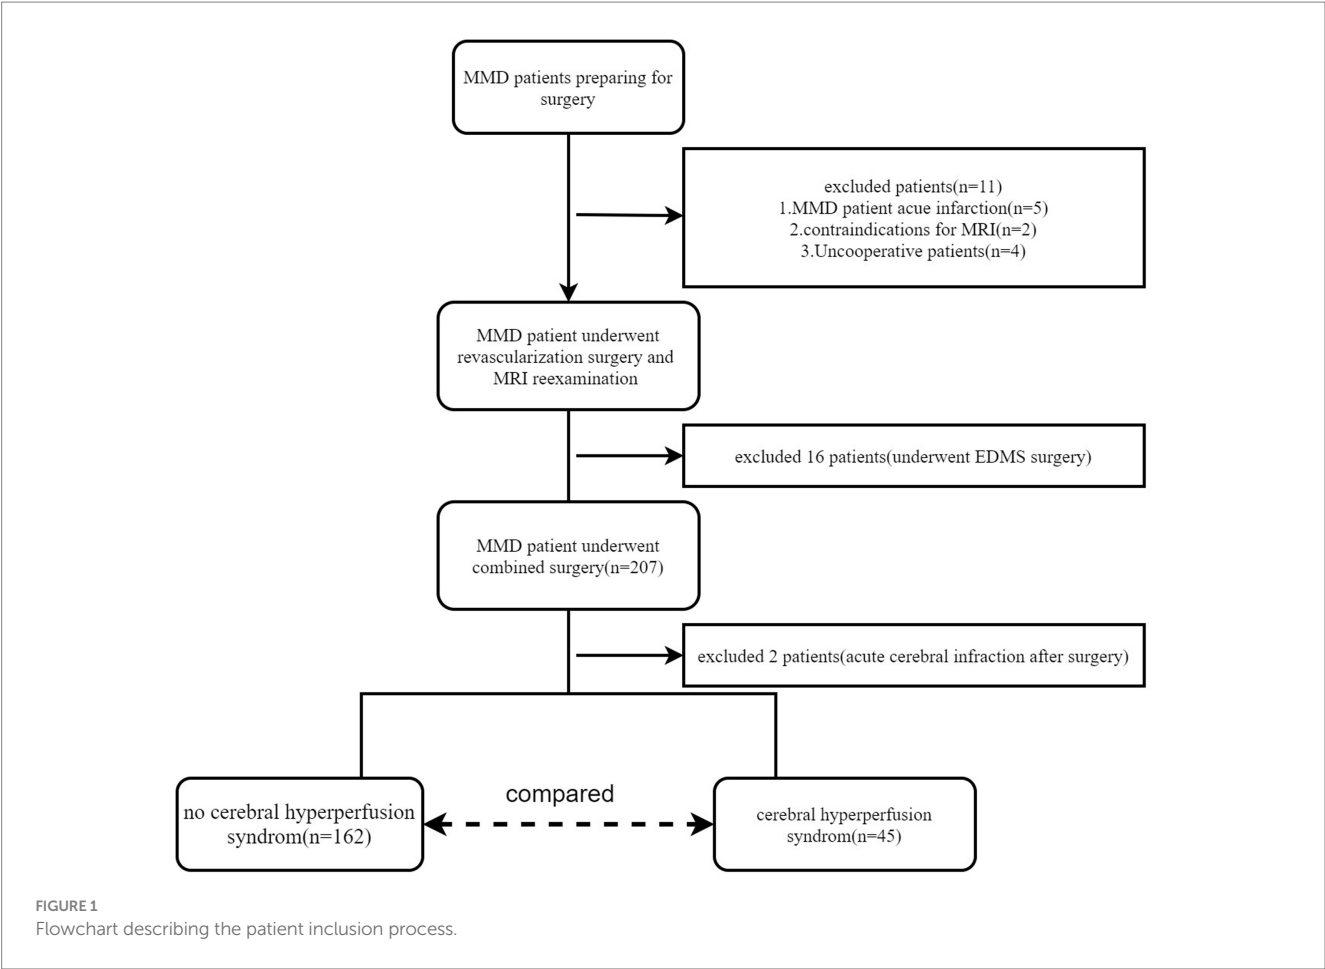 MMD patients preparing for
surgery
excluded patients(n=11)
1.MMD patient acue infarction(n=5)
2.contraindications for MRI(n=2)
3.Uncooperative patients(n=4)
MMD patient underwent
revascularization surgery and
MRI reexamination
excluded 16 patients(underwent EDMS surgery)
MMD patient underwent
combined surgery(n=207)
excluded 2 patients(acute cerebral infraction after surgery)
no cerebral hyperperfusion
syndrom(n=162)
compared
cerebral hyperperfusion
syndrom(n=45)
FIGURE 1
Flowchart describing the patient inclusion process.